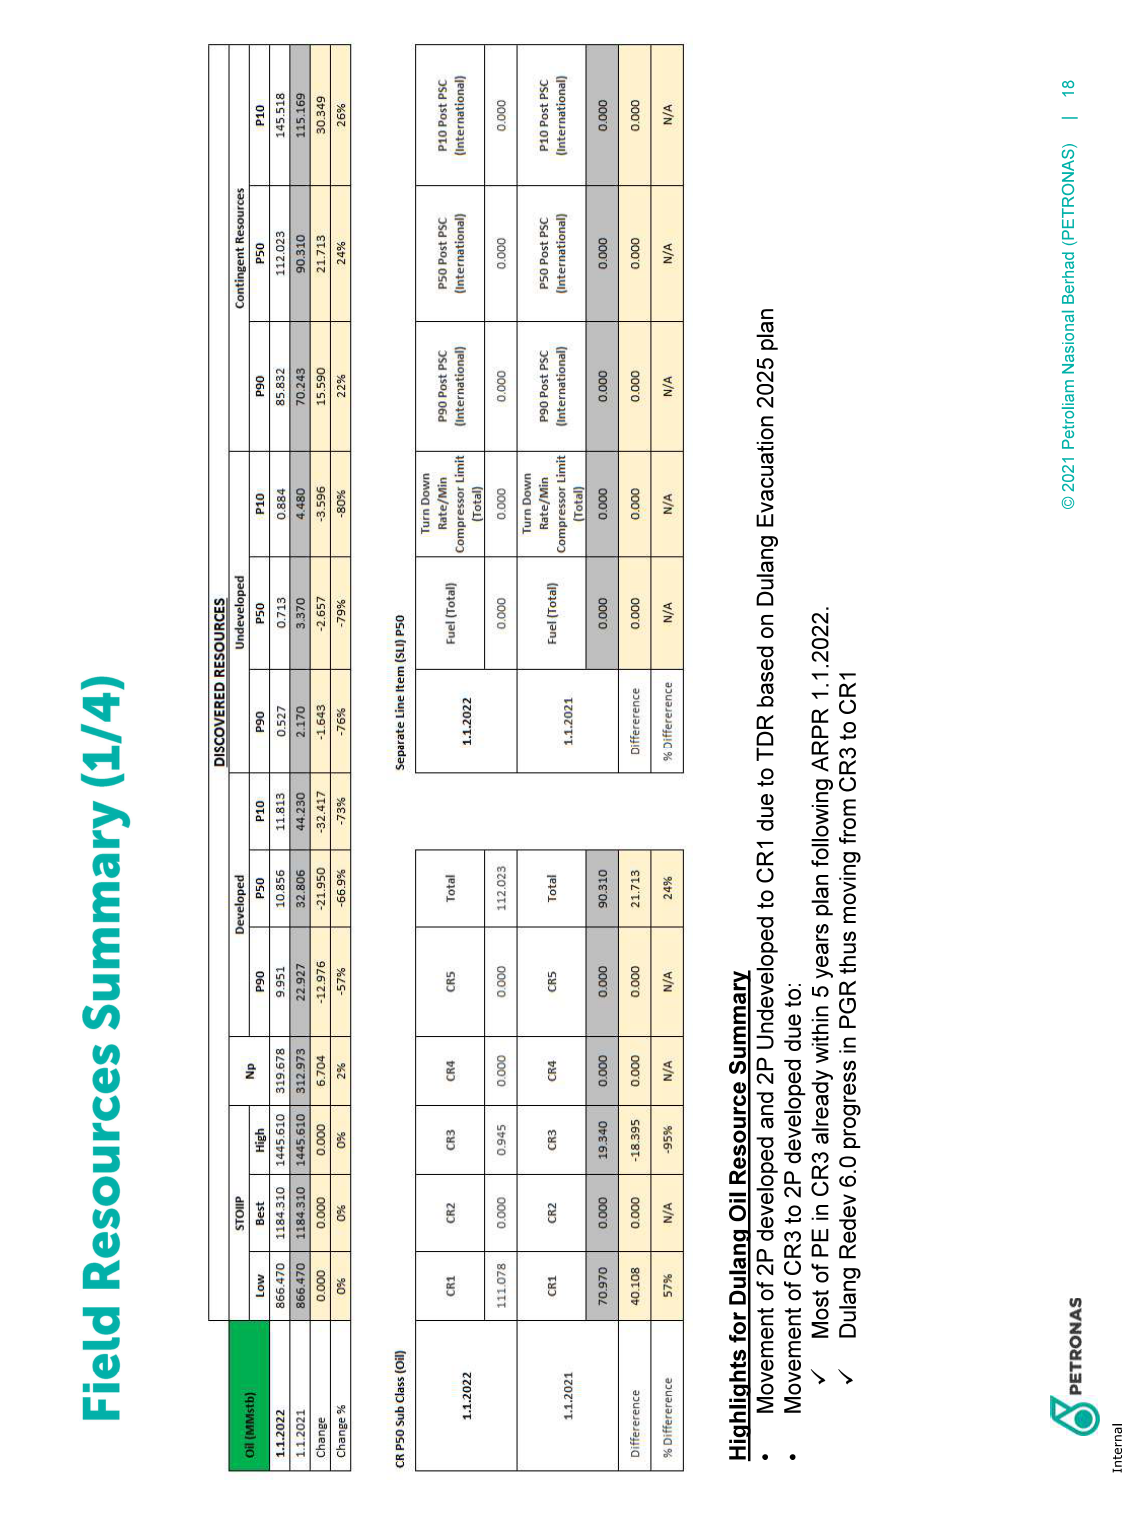 Field Resources Summary (1/4)
DISCOVERED RESOURCES
Oil (MMstb) STOIIP Np Developed Undeveloped Contingent Resources
Low Best High P90 P50 P10 P90 P50 P10 P90 P50 P10
1.1.2022 866.470 1184.310 1445.610 319.678 9.951 10.856 11.813 0.527 0.713 0.884 85.832 112.023 145.518
1.1.2021 866.470 1184.310 1445.610 312.973 22.927 32.806 44.230 2.170 3.370 4.480 70.243 90.310 115.169
Change 0.000 0.000 0.000 6.704 -12.976 -21.950 -32.417 -1.643 -2.657 -3.596 15.590 21.713 30.349
Change % 0% 0% 0% 2% -57% -66.9% -73% -76% -79% -80% 22% 24% 26%
CR P50 Sub Class (Oil)
1.1.2022 CR1 CR2 CR3 CR4 CR5 Total
111.078 0.000 0.945 0.000 0.000 112.023
1.1.2021 CR1 CR2 CR3 CR4 CR5 Total
70.970 0.000 19.340 0.000 0.000 90.310
Differerence 40.108 0.000 -18.395 0.000 0.000 21.713
% Differerence 57% N/A -95% N/A N/A 24%
Separate Line Item (SLI) P50
1.1.2022 Fuel (Total) Turn Down Rate/Min Compressor Limit (Total) P90 Post PSC (International) P50 Post PSC (International) P10 Post PSC (International)
0.000 0.000 0.000 0.000 0.000
1.1.2021 Fuel (Total) Turn Down Rate/Min Compressor Limit (Total) P90 Post PSC (International) P50 Post PSC (International) P10 Post PSC (International)
0.000 0.000 0.000 0.000 0.000
Differerence 0.000 0.000 0.000 0.000 0.000
% Differerence N/A N/A N/A N/A N/A
Highlights for Dulang Oil Resource Summary
• Movement of 2P developed and 2P Undeveloped to CR1 due to TDR based on Dulang Evacuation 2025 plan
• Movement of CR3 to 2P developed due to:
✓ Most of PE in CR3 already within 5 years plan following ARPR 1.1.2022.
✓ Dulang Redev 6.0 progress in PGR thus moving from CR3 to CR1
PETRONAS
© 2021 Petroliam Nasional Berhad (PETRONAS) | 18
Internal